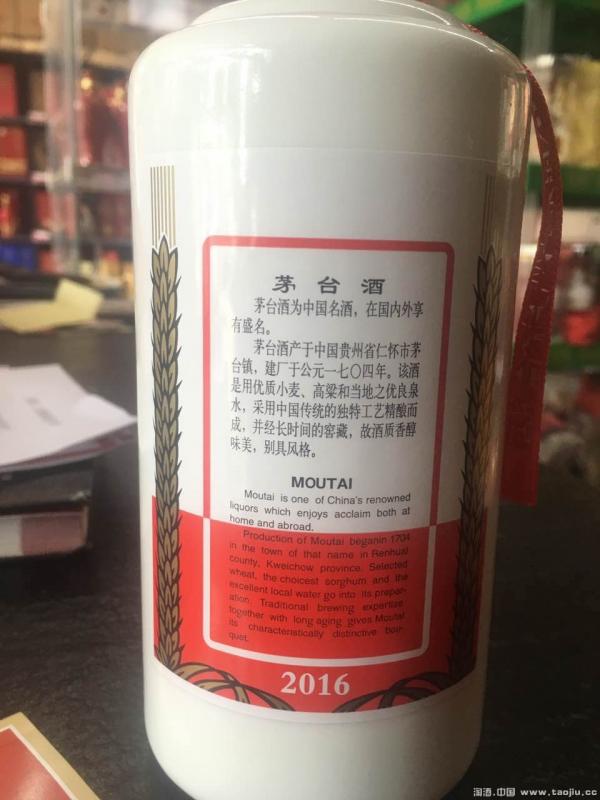 茅台酒
茅台酒为中国名酒，在国内外享
有盛名。
茅台酒产于中国贵州省仁怀市茅
台镇，建厂于公元一七〇四年。该酒
是用优质小麦、高粱和当地之优良泉
水，采用中国传统的独特工艺精酿而
成，并经长时间的窖藏，故酒质香醇
味美，别具风格。
MOUTAI
Moutai is one of China's renowned
liquors which enjoys acclaim both at
home and abroad.
Production of Moutai beganin 1704
in the town of that name in Renhuai
county, Kweichow province. Selected
wheat, the choicest sorghum and the
excellent local water go into its prepar-
ation. Traditional brewing expertize
together with long aging gives Moutai
its characteristically distinctive bou-
quet.
2016
淘酒.中国 www.taojiu.cc